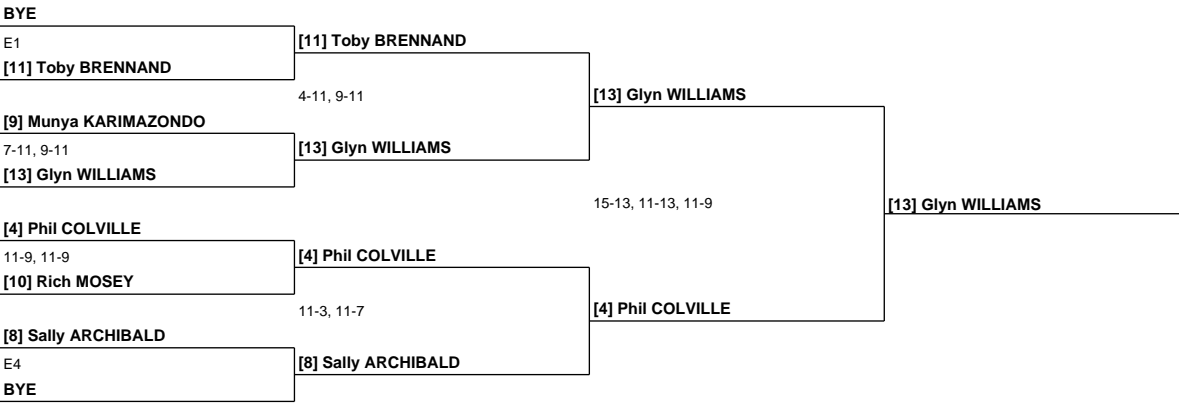 BYE
E1
[11] Toby BRENNAND
[11] Toby BRENNAND
4-11, 9-11
[13] Glyn WILLIAMS
[9] Munya KARIMAZONDO
7-11, 9-11
[13] Glyn WILLIAMS
[13] Glyn WILLIAMS
15-13, 11-13, 11-9
[13] Glyn WILLIAMS
[4] Phil COLVILLE
11-9, 11-9
[10] Rich MOSEY
[4] Phil COLVILLE
11-3, 11-7
[4] Phil COLVILLE
[8] Sally ARCHIBALD
E4
BYE
[8] Sally ARCHIBALD